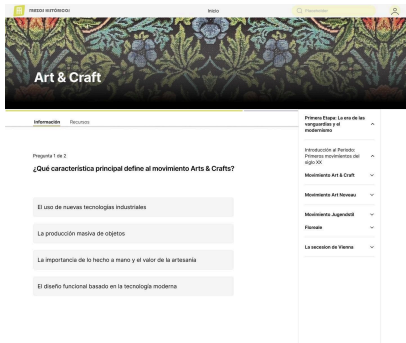 TREZOI HISTÓRICOI
Inicio
Art & Craft
Información
Recursos
Pregunta 1 de 2
¿Qué característica principal define al movimiento Arts & Crafts?
El uso de nuevas tecnologías industriales
La producción masiva de objetos
La importancia de lo hecho a mano y el valor de la artesanía
El diseño funcional basado en la tecnología moderna
Primera Etapa: La era de las
vanguardias y el
modernismo
Introducción al Periodo:
Primeros movimientos del
siglo XX
Movimiento Art & Craft
Movimiento Art Noveau
Movimiento Jugendstil
Floreale
La secesion de Vienna